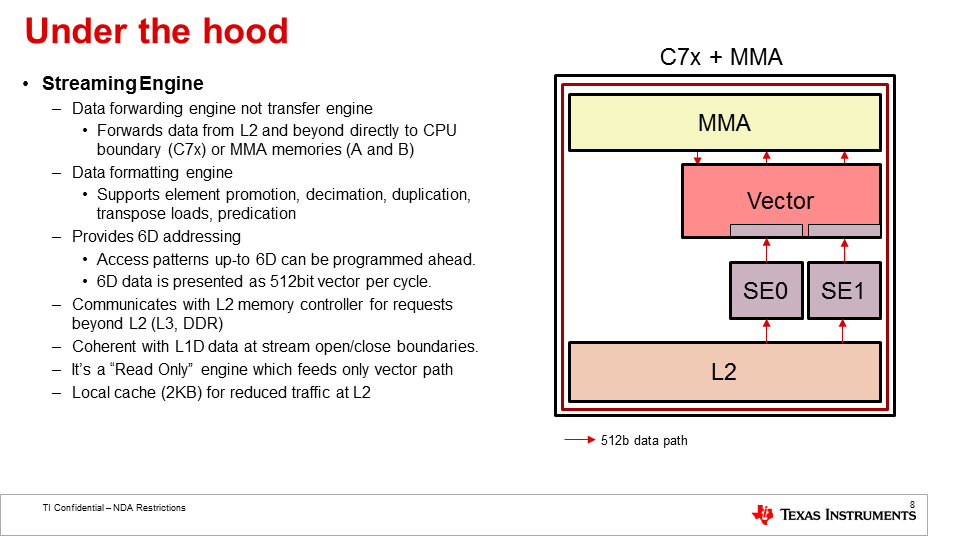 Under the hood
• Streaming Engine
– Data forwarding engine not transfer engine
• Forwards data from L2 and beyond directly to CPU
boundary (C7x) or MMA memories (A and B)
– Data formatting engine
• Supports element promotion, decimation, duplication,
transpose loads, predication
– Provides 6D addressing
• Access patterns up-to 6D can be programmed ahead.
• 6D data is presented as 512bit vector per cycle.
– Communicates with L2 memory controller for requests
beyond L2 (L3, DDR)
– Coherent with L1D data at stream open/close boundaries.
– It’s a “Read Only” engine which feeds only vector path
– Local cache (2KB) for reduced traffic at L2
C7x + MMA
MMA
Vector
SE0 SE1
L2
512b data path
TI Confidential – NDA Restrictions
8
TEXAS INSTRUMENTS